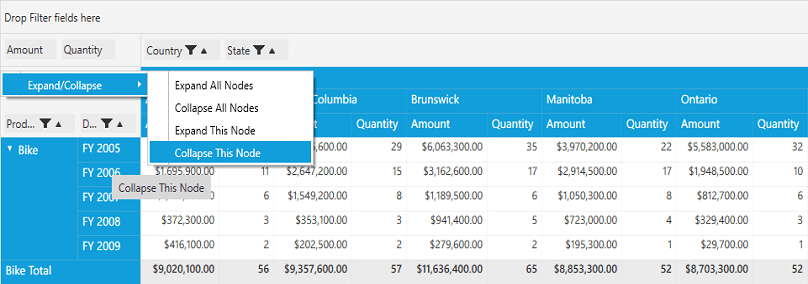 Drop Filter fields here
Amount Quantity Country State
Expand/Collapse
Expand All Nodes
Collapse All Nodes
Expand This Node
Collapse This Node
Columbia Brunswick Manitoba Ontario
Prod... D... Quantity Amount Quantity Amount Quantity Amount Quantity
Bike FY 2005 29 $6,063,300.00 35 $3,970,200.00 22 $5,583,000.00 32
FY 2006 $1,695,900.00 11 $2,647,200.00 15 $3,162,600.00 17 $2,914,500.00 17 $1,948,500.00 10
Collapse This Node
6 $1,549,200.00 8 $1,189,500.00 6 $1,050,300.00 8 $812,700.00 6
FY 2008 $372,300.00 3 $353,100.00 3 $941,400.00 5 $723,000.00 4 $329,400.00 3
FY 2009 $416,100.00 2 $202,500.00 2 $279,600.00 2 $195,300.00 1 $29,700.00 1
Bike Total $9,020,100.00 56 $9,357,600.00 57 $11,636,400.00 65 $8,853,300.00 52 $8,703,300.00 52